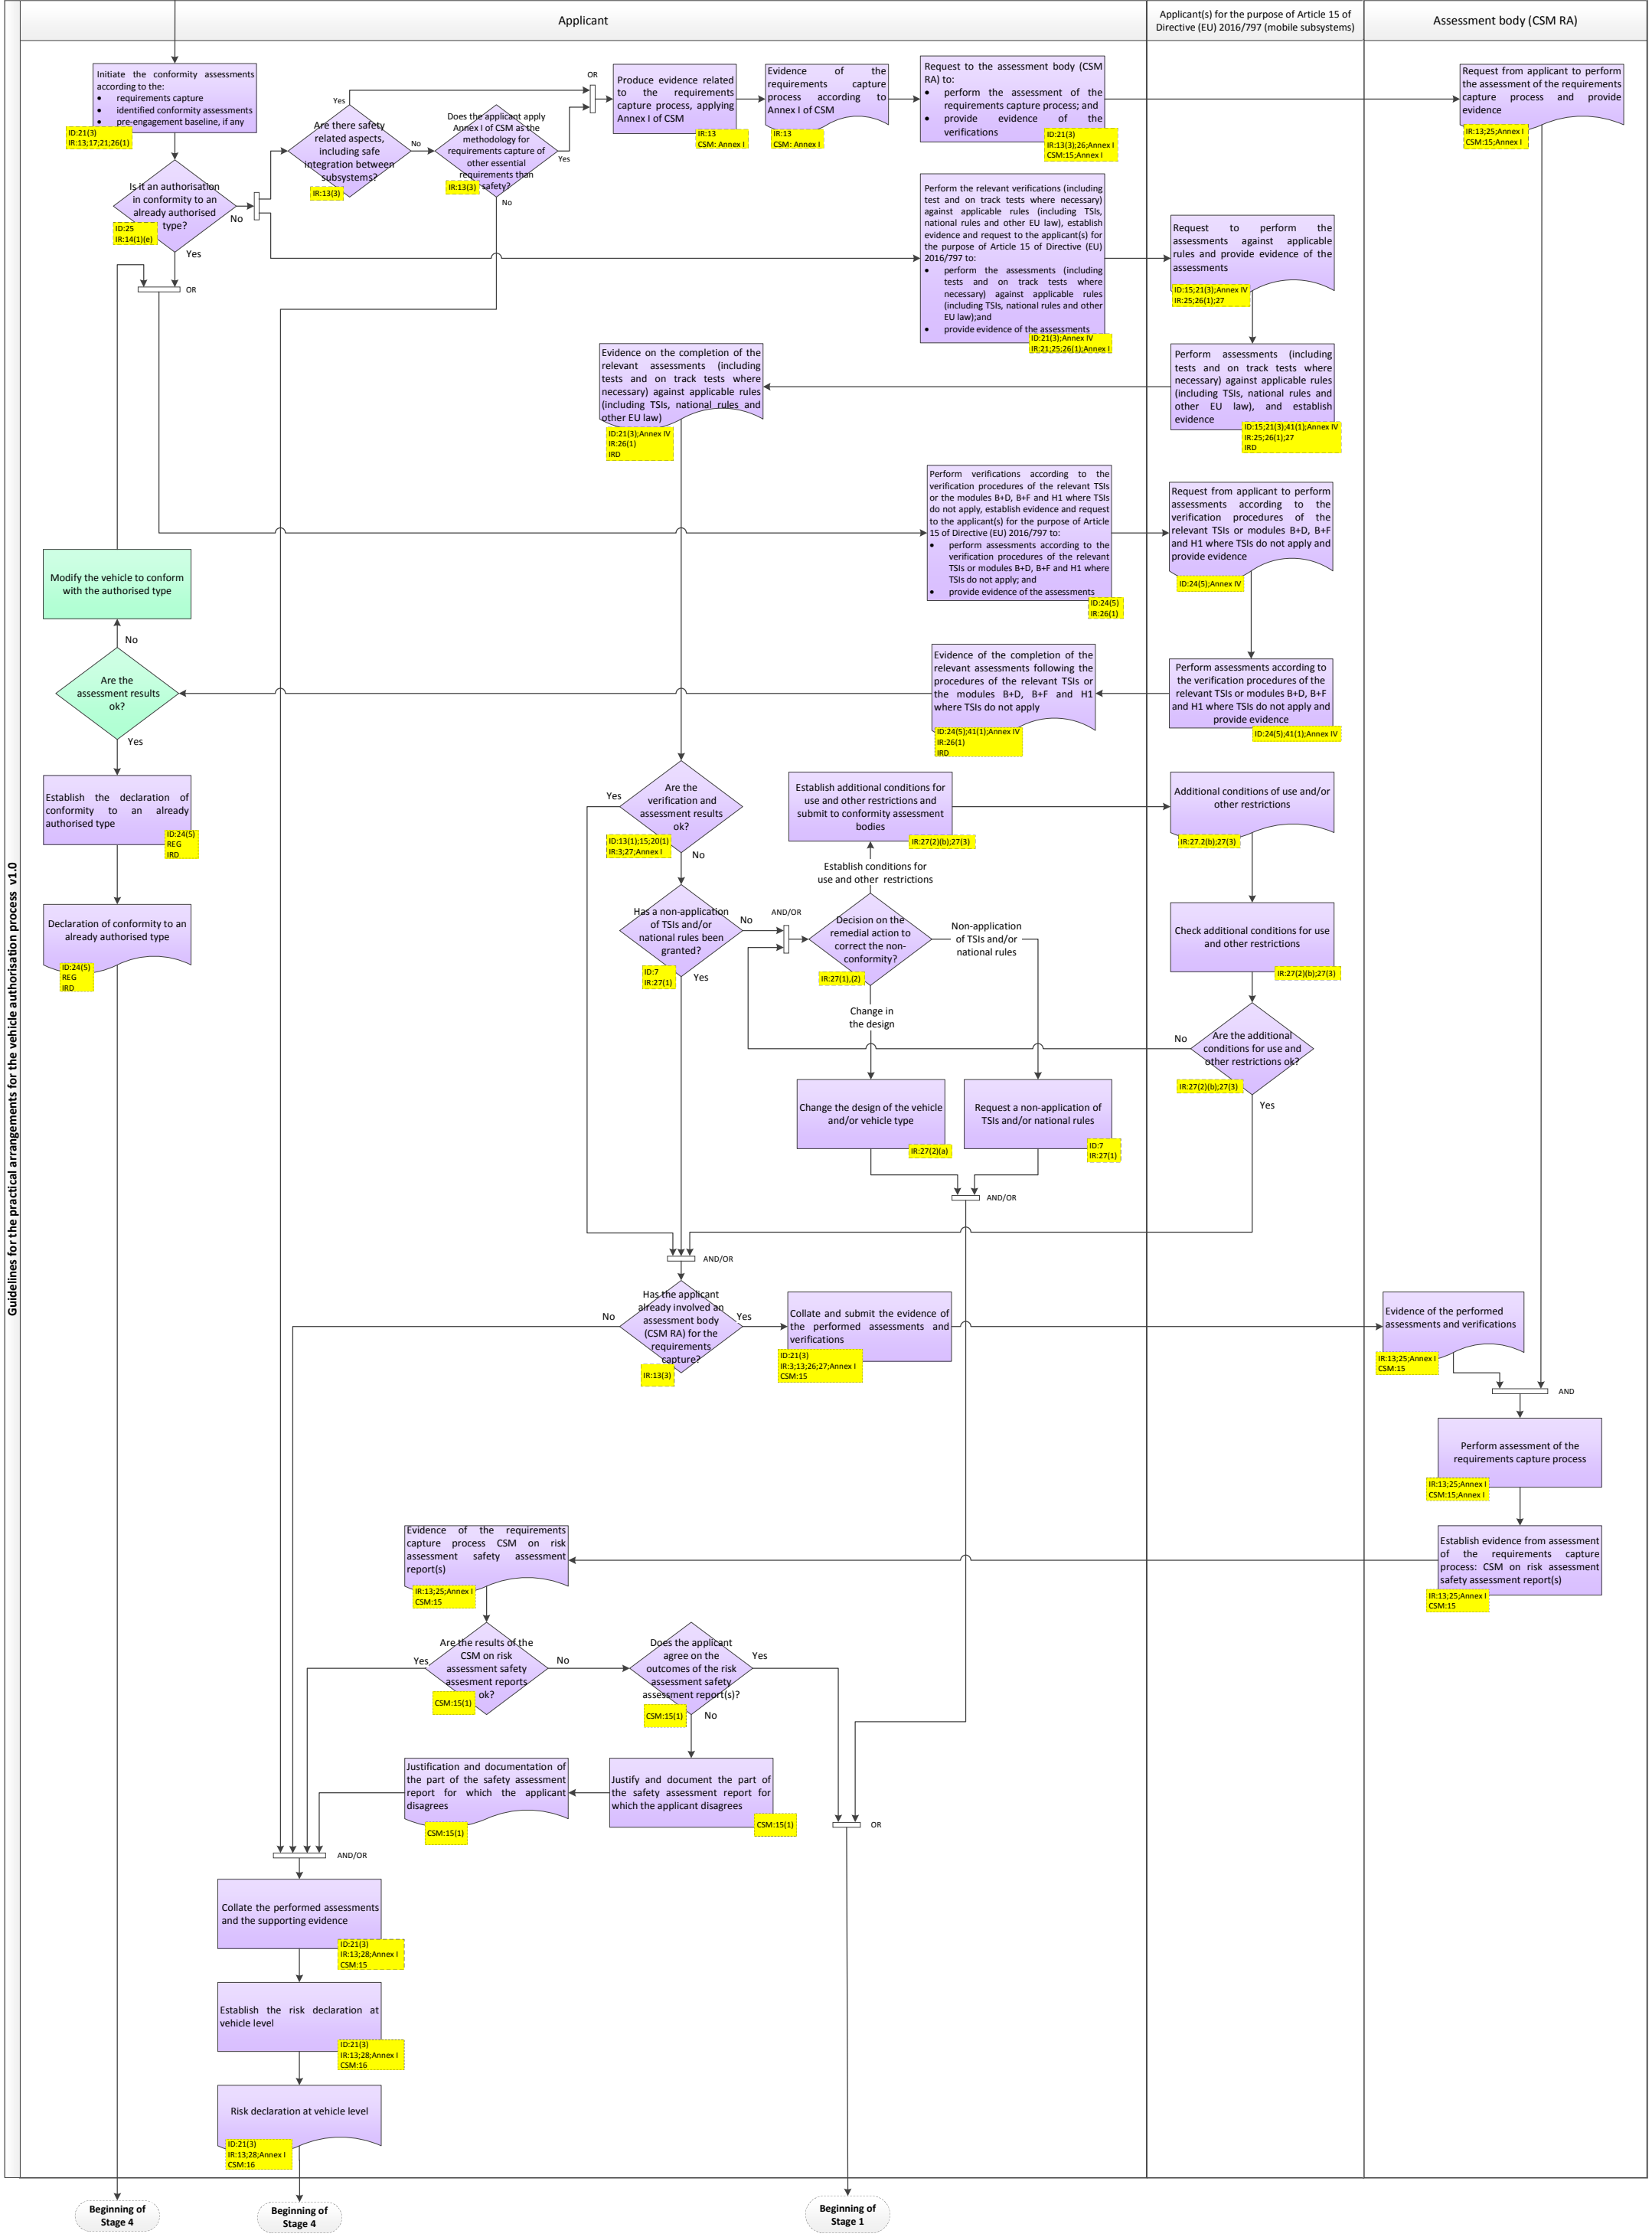 Guidelines for the practical arrangements for the vehicle authorisation process v1.0
Applicant
Applicant(s) for the purpose of Article 15 of
Directive (EU) 2016/797 (mobile subsystems)
Assessment body (CSM RA)
Initiate the conformity assessments
according to the:
• requirements capture
• identified conformity assessments
• pre-engagement baseline, if any
ID:21(3)
IR:13;17;21;26(1)
Is it an authorisation
in conformity to an
already authorised
type?
ID:25
IR:14(1)(e)
No
Yes
OR
Are there safety
related aspects,
including safe
integration between
subsystems?
IR:13(3)
Yes
No
Does the applicant apply
Annex I of CSM as the
methodology for
requirements capture of
other essential
requirements than
safety?
IR:13(3)
Yes
No
OR
Produce evidence related
to the requirements
capture process, applying
Annex I of CSM
IR:13
CSM: Annex I
Evidence of the
requirements capture
process according to
Annex I of CSM
IR:13
CSM: Annex I
Request to the assessment body (CSM
RA) to:
• perform the assessment of the
requirements capture process; and
• provide evidence of the
verifications
ID:21(3)
IR:13(3);26;Annex I
CSM:15;Annex I
Request from applicant to perform
the assessment of the requirements
capture process and provide
evidence
IR:13;25;Annex I
CSM:15;Annex I
Perform the relevant verifications (including
test and on track tests where necessary)
against applicable rules (including TSIs,
national rules and other EU law), establish
evidence and request to the applicant(s) for
the purpose of Article 15 of Directive (EU)
2016/797 to:
• perform the assessments (including
tests and on track tests where
necessary) against applicable rules
(including TSIs, national rules and other
EU law);and
• provide evidence of the assessments
ID:21(3);Annex IV
IR:21;25;26(1);Annex I
Request to perform the
assessments against applicable
rules and provide evidence of the
assessments
ID:15;21(3);Annex IV
IR:25;26(1);27
Perform assessments (including
tests and on track tests where
necessary) against applicable rules
(including TSIs, national rules and
other EU law), and establish
evidence
ID:15;21(3);41(1);Annex IV
IR:25;26(1);27
IRD
Evidence on the completion of the
relevant assessments (including
tests and on track tests where
necessary) against applicable rules
(including TSIs, national rules and
other EU law)
ID:21(3);Annex IV
IR:26(1)
IRD
Perform verifications according to the
verification procedures of the relevant TSIs
or the modules B+D, B+F and H1 where TSIs
do not apply, establish evidence and request
to the applicant(s) for the purpose of Article
15 of Directive (EU) 2016/797 to:
• perform assessments according to the
verification procedures of the relevant
TSIs or modules B+D, B+F and H1 where
TSIs do not apply; and
• provide evidence of the assessments
ID:24(5)
IR:26(1)
Request from applicant to perform
assessments according to the
verification procedures of the
relevant TSIs or modules B+D, B+F
and H1 where TSIs do not apply and
provide evidence
ID:24(5);Annex IV
Modify the vehicle to conform
with the authorised type
No
Are the
assessment results
ok?
Yes
Evidence of the completion of the
relevant assessments following the
procedures of the relevant TSIs or
the modules B+D, B+F and H1
where TSIs do not apply
ID:24(5);41(1);Annex IV
IR:26(1)
IRD
Perform assessments according to
the verification procedures of the
relevant TSIs or modules B+D, B+F
and H1 where TSIs do not apply and
provide evidence
ID:24(5);41(1);Annex IV
Establish the declaration of
conformity to an already
authorised type
ID:24(5)
REG
IRD
Declaration of conformity to an
already authorised type
ID:24(5)
REG
IRD
Yes
Are the
verification and
assessment results
ok?
ID:13(1);15;20(1)
IR:3;27;Annex I
No
Establish additional conditions for
use and other restrictions and
submit to conformity assessment
bodies
IR:27(2)(b);27(3)
Additional conditions of use and/or
other restrictions
IR:27.2(b);27(3)
Establish conditions for
use and other restrictions
Has a non-application
of TSIs and/or
national rules been
granted?
ID:7
IR:27(1)
No
Yes
AND/OR
Decision on the
remedial action to
correct the non-
conformity?
IR:27(1),(2)
Non-application
of TSIs and/or
national rules
Change in
the design
Check additional conditions for use
and other restrictions
IR:27(2)(b);27(3)
Are the additional
conditions for use and
other restrictions ok?
IR:27(2)(b);27(3)
No
Yes
Change the design of the vehicle
and/or vehicle type
IR:27(2)(a)
Request a non-application of
TSIs and/or national rules
ID:7
IR:27(1)
AND/OR
AND/OR
No
Has the applicant
already involved an
assessment body
(CSM RA) for the
requirements
capture?
IR:13(3)
Yes
Collate and submit the evidence of
the performed assessments and
verifications
ID:21(3)
IR:3;13;26;27;Annex I
CSM:15
Evidence of the performed
assessments and verifications
IR:13;25;Annex I
CSM:15
AND
Perform assessment of the
requirements capture process
IR:13;25;Annex I
CSM:15;Annex I
Establish evidence from assessment
of the requirements capture
process: CSM on risk assessment
safety assessment report(s)
IR:13;25;Annex I
CSM:15
Evidence of the requirements
capture process CSM on risk
assessment safety assessment
report(s)
IR:13;25;Annex I
CSM:15
Yes
Are the results of the
CSM on risk
assessment safety
assesment reports
ok?
CSM:15(1)
No
Does the applicant
agree on the
outcomes of the risk
assessment safety
assessment report(s)?
CSM:15(1)
Yes
No
Justification and documentation of
the part of the safety assessment
report for which the applicant
disagrees
CSM:15(1)
Justify and document the part of
the safety assessment report for
which the applicant disagrees
CSM:15(1)
OR
AND/OR
Collate the performed assessments
and the supporting evidence
ID:21(3)
IR:13;28;Annex I
CSM:15
Establish the risk declaration at
vehicle level
ID:21(3)
IR:13;28;Annex I
CSM:16
Risk declaration at vehicle level
ID:21(3)
IR:13;28;Annex I
CSM:16
Beginning of
Stage 4
Beginning of
Stage 4
Beginning of
Stage 1